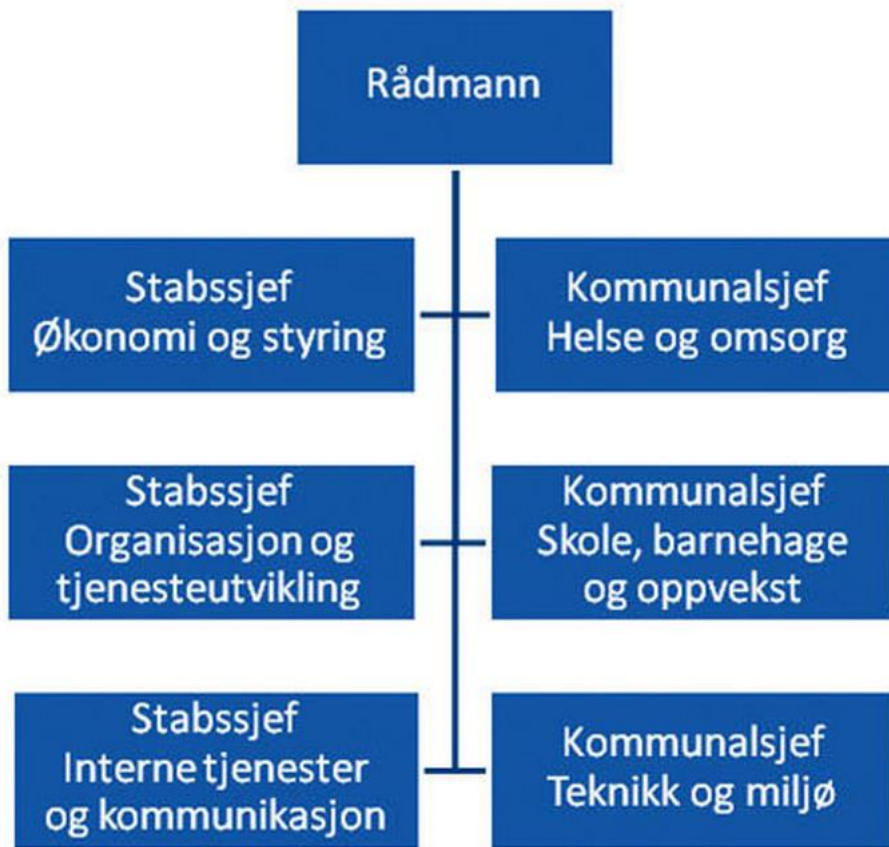 Rådmann
Stabssjef
Økonomi og styring
Kommunalsjef
Helse og omsorg
Stabssjef
Organisasjon og
tjenesteutvikling
Kommunalsjef
Skole, barnehage
og oppvekst
Stabssjef
Interne tjenester
og kommunikasjon
Kommunalsjef
Teknikk og miljø